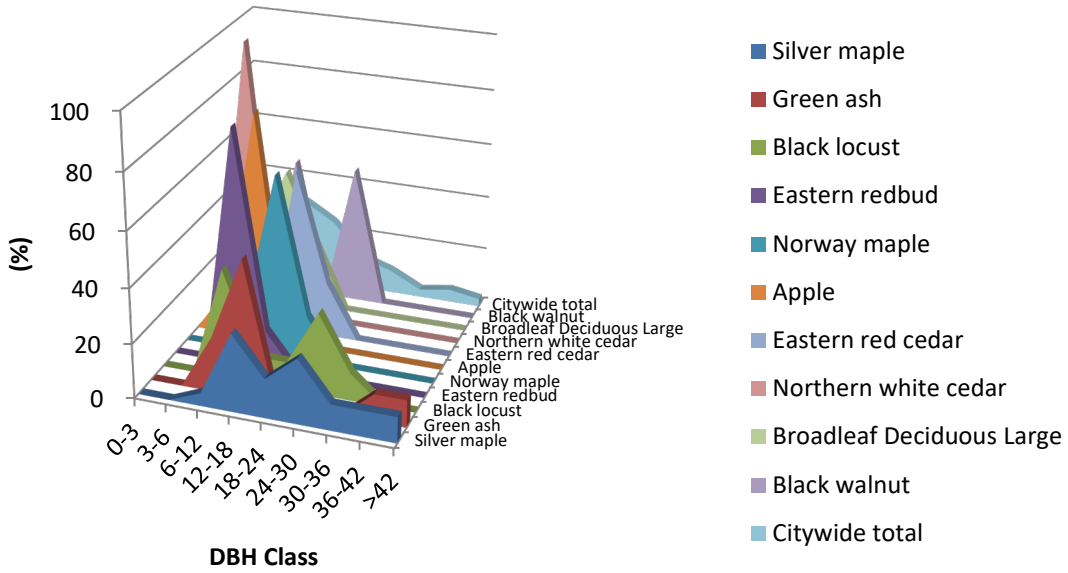 100
80
60
40
20
0
(%)
0-3
3-6
6-12
12-18
18-24
24-30
30-36
36-42
>42
DBH Class
Citywide total
Black walnut
Broadleaf Deciduous Large
Northern white cedar
Eastern red cedar
Apple
Norway maple
Eastern redbud
Black locust
Green ash
Silver maple
Silver maple
Green ash
Black locust
Eastern redbud
Norway maple
Apple
Eastern red cedar
Northern white cedar
Broadleaf Deciduous Large
Black walnut
Citywide total